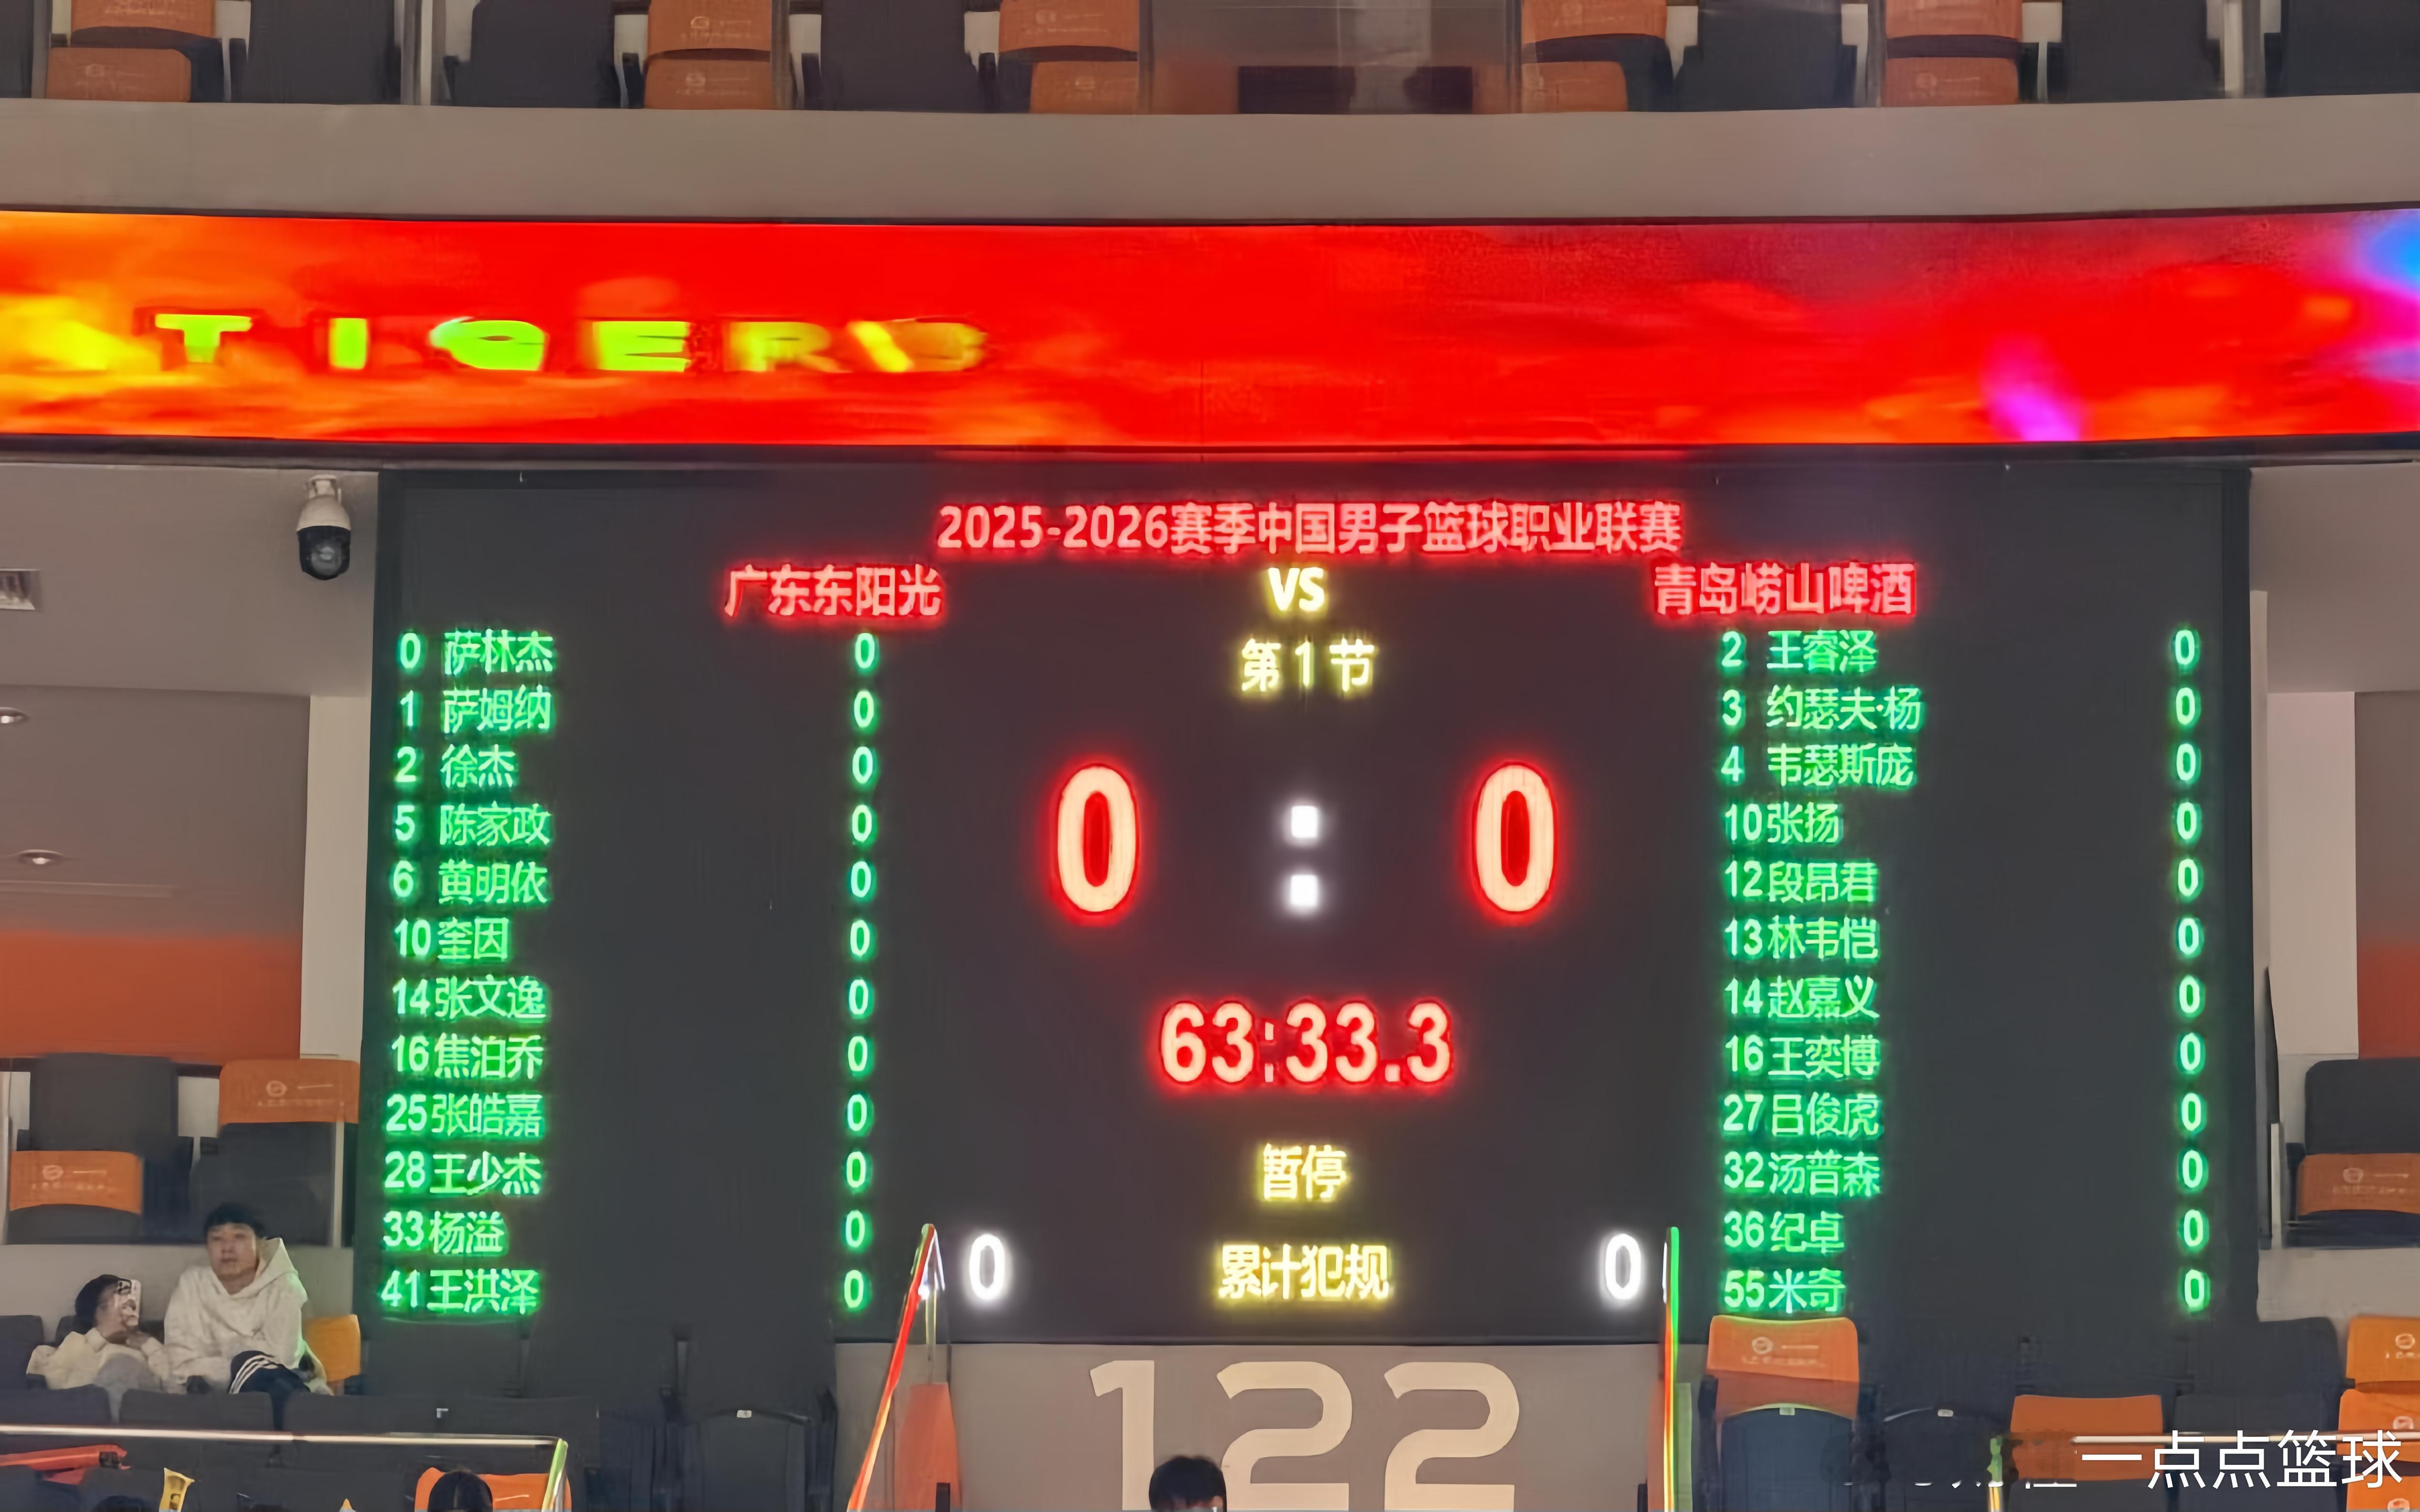 TIGERS
2025-2026赛季中国男子篮球职业联赛
广东东阳光 VS 青岛崂山啤酒
第1节
0 萨林杰 0
1 萨姆纳 0
2 徐杰 0
5 陈家政 0
6 黄明依 0
10 奎因 0
14 张文逸 0
16 焦泊乔 0
25 张皓嘉 0
28 王少杰 0
33 杨溢 0
41 王洪泽 0
0 : 0
63:33.3
暂停
0 累计犯规 0
2 王睿泽 0
3 约瑟夫·杨 0
4 韦瑟斯庞 0
10 张扬 0
12 段昂君 0
13 林韦恺 0
14 赵嘉义 0
16 王奕博 0
27 吕俊虎 0
32 汤普森 0
36 纪卓 0
55 米奇 0
122
一点点篮球